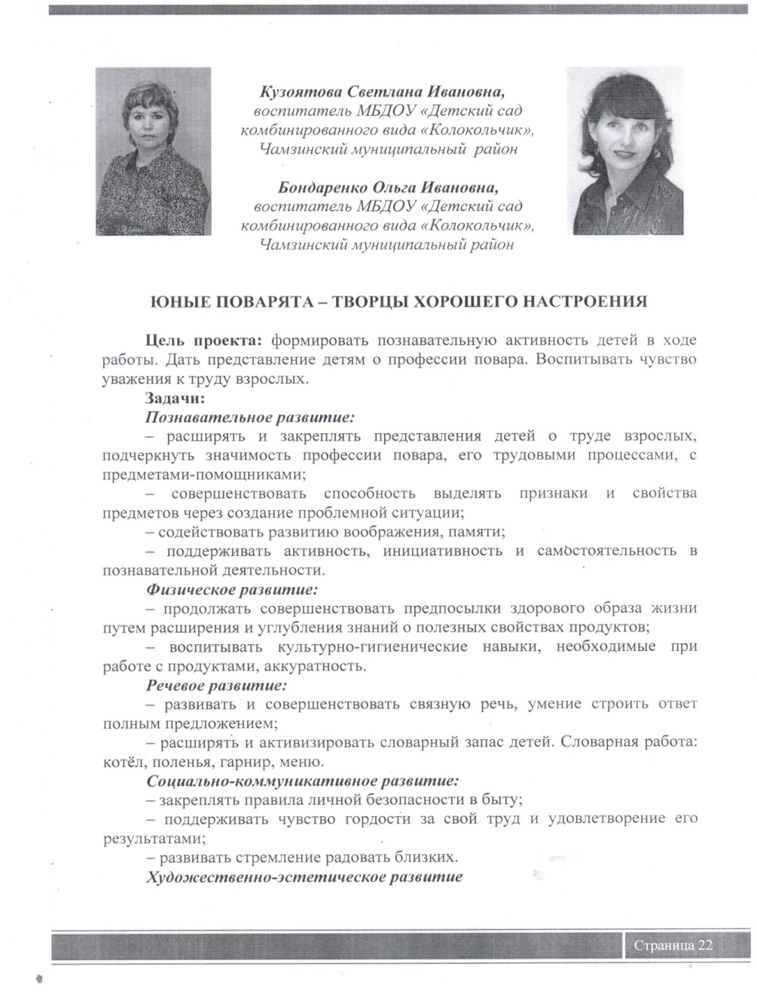 Кузоятова Светлана Ивановна,
воспитатель МБДОУ «Детский сад
комбинированного вида «Колокольчик»,
Чамзинский муниципальный район
Бондаренко Ольга Ивановна,
воспитатель МБДОУ «Детский сад
комбинированного вида «Колокольчик»,
Чамзинский муниципальный район
ЮНЫЕ ПОВАРЯТА – ТВОРЦЫ ХОРОШЕГО НАСТРОЕНИЯ
Цель проекта: формировать познавательную активность детей в ходе
работы. Дать представление детям о профессии повара. Воспитывать чувство
уважения к труду взрослых.
Задачи:
Познавательное развитие:
– расширять и закреплять представления детей о труде взрослых,
подчеркнуть значимость профессии повара, его трудовыми процессами, с
предметами-помощниками;
– совершенствовать способность выделять признаки и свойства
предметов через создание проблемной ситуации;
– содействовать развитию воображения, памяти;
– поддерживать активность, инициативность и самостоятельность в
познавательной деятельности.
Физическое развитие:
– продолжать совершенствовать предпосылки здорового образа жизни
путем расширения и углубления знаний о полезных свойствах продуктов;
– воспитывать культурно-гигиенические навыки, необходимые при
работе с продуктами, аккуратность.
Речевое развитие:
– развивать и совершенствовать связную речь, умение строить ответ
полным предложением;
– расширять и активизировать словарный запас детей. Словарная работа:
котёл, поленья, гарнир, меню.
Социально-коммуникативное развитие:
– закреплять правила личной безопасности в быту;
– поддерживать чувство гордости за свой труд и удовлетворение его
результатами;
– развивать стремление радовать близких.
Художественно-эстетическое развитие
Страница 22